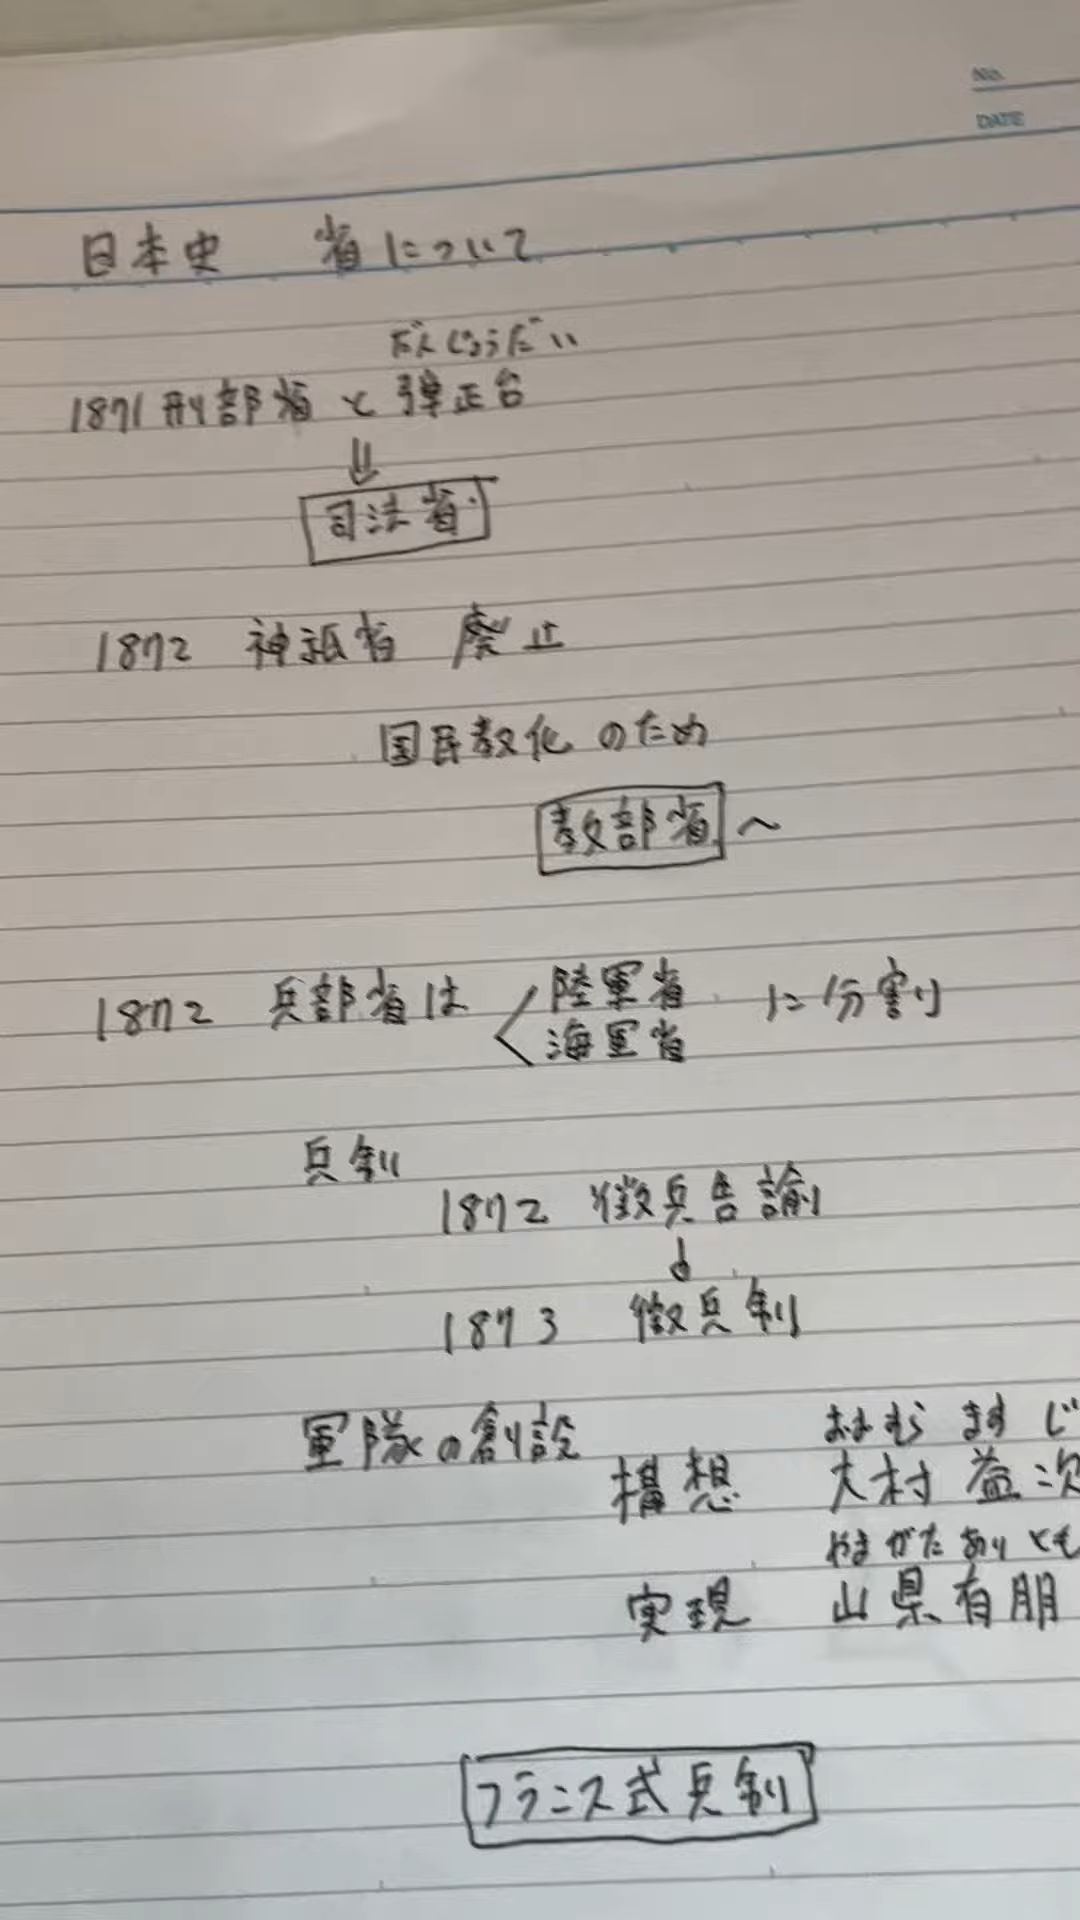 No.
DATE
日本史 省について
だんじょうだい
1871 刑部省 と 弾正台
⇓
司法省
1872 神祇省 廃止
国民教化 のため
教部省 〜
1872 兵部省は < 陸軍省 に分割
海軍省
兵制
1872 徴兵告諭
↓
1873 徴兵制
軍隊の創設
おおむら ますじ
構想 大村 益次
やまがた ありとも
実現 山県有朋
フランス式兵制